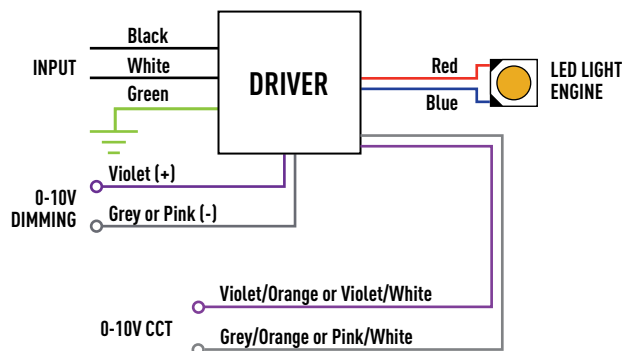 Black
INPUT
White
Green
DRIVER
Red
Blue
LED LIGHT
ENGINE
Violet (+)
0-10V
DIMMING
Grey or Pink (-)
Violet/Orange or Violet/White
0-10V CCT
Grey/Orange or Pink/White